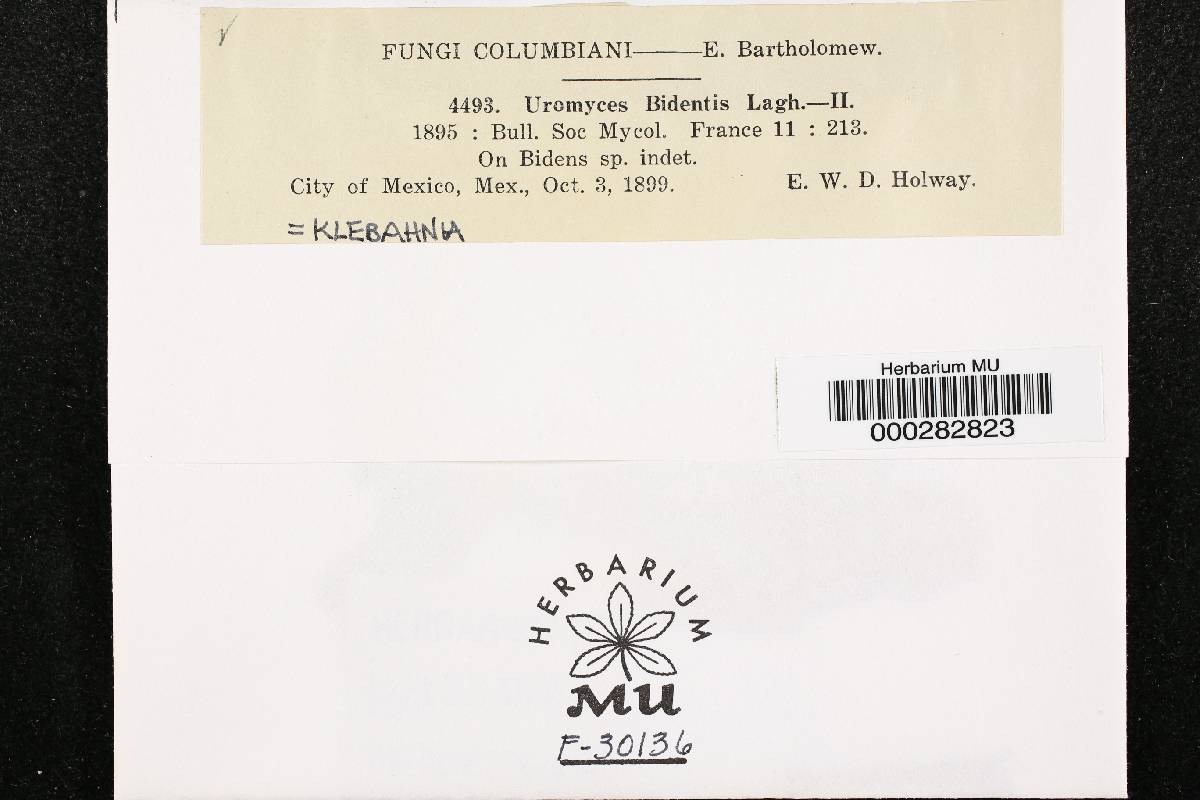 FUNGI COLUMBIANI——E. Bartholomew.
4493. Uromyces Bidentis Lagh.—II.
1895 : Bull. Soc Mycol. France 11 : 213.
On Bidens sp. indet.
City of Mexico, Mex., Oct. 3, 1899. E. W. D. Holway.
= KLEBAHNIA
Herbarium MU
000282823
HERBARIUM
MU
F-30136